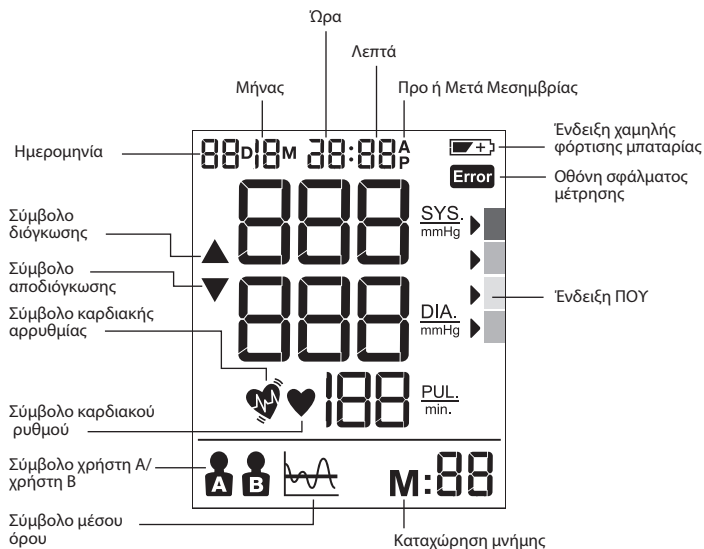 Ώρα
Λεπτά
Μήνας
Προ ή Μετά Μεσημβρίας
Ημερομηνία
88D18M 28:88 A
P
Ένδειξη χαμηλής
φόρτισης μπαταρίας
Error
Οθόνη σφάλματος
μέτρησης
Σύμβολο
διόγκωσης
888
SYS.
mmHg
Σύμβολο
αποδιόγκωσης
888
DIA.
mmHg
Ένδειξη ΠΟΥ
Σύμβολο καρδιακής
αρρυθμίας
188
PUL.
min.
Σύμβολο καρδιακού
ρυθμού
Σύμβολο χρήστη Α/
χρήστη Β
A B
M:88
Σύμβολο μέσου
όρου
Καταχώρηση μνήμης